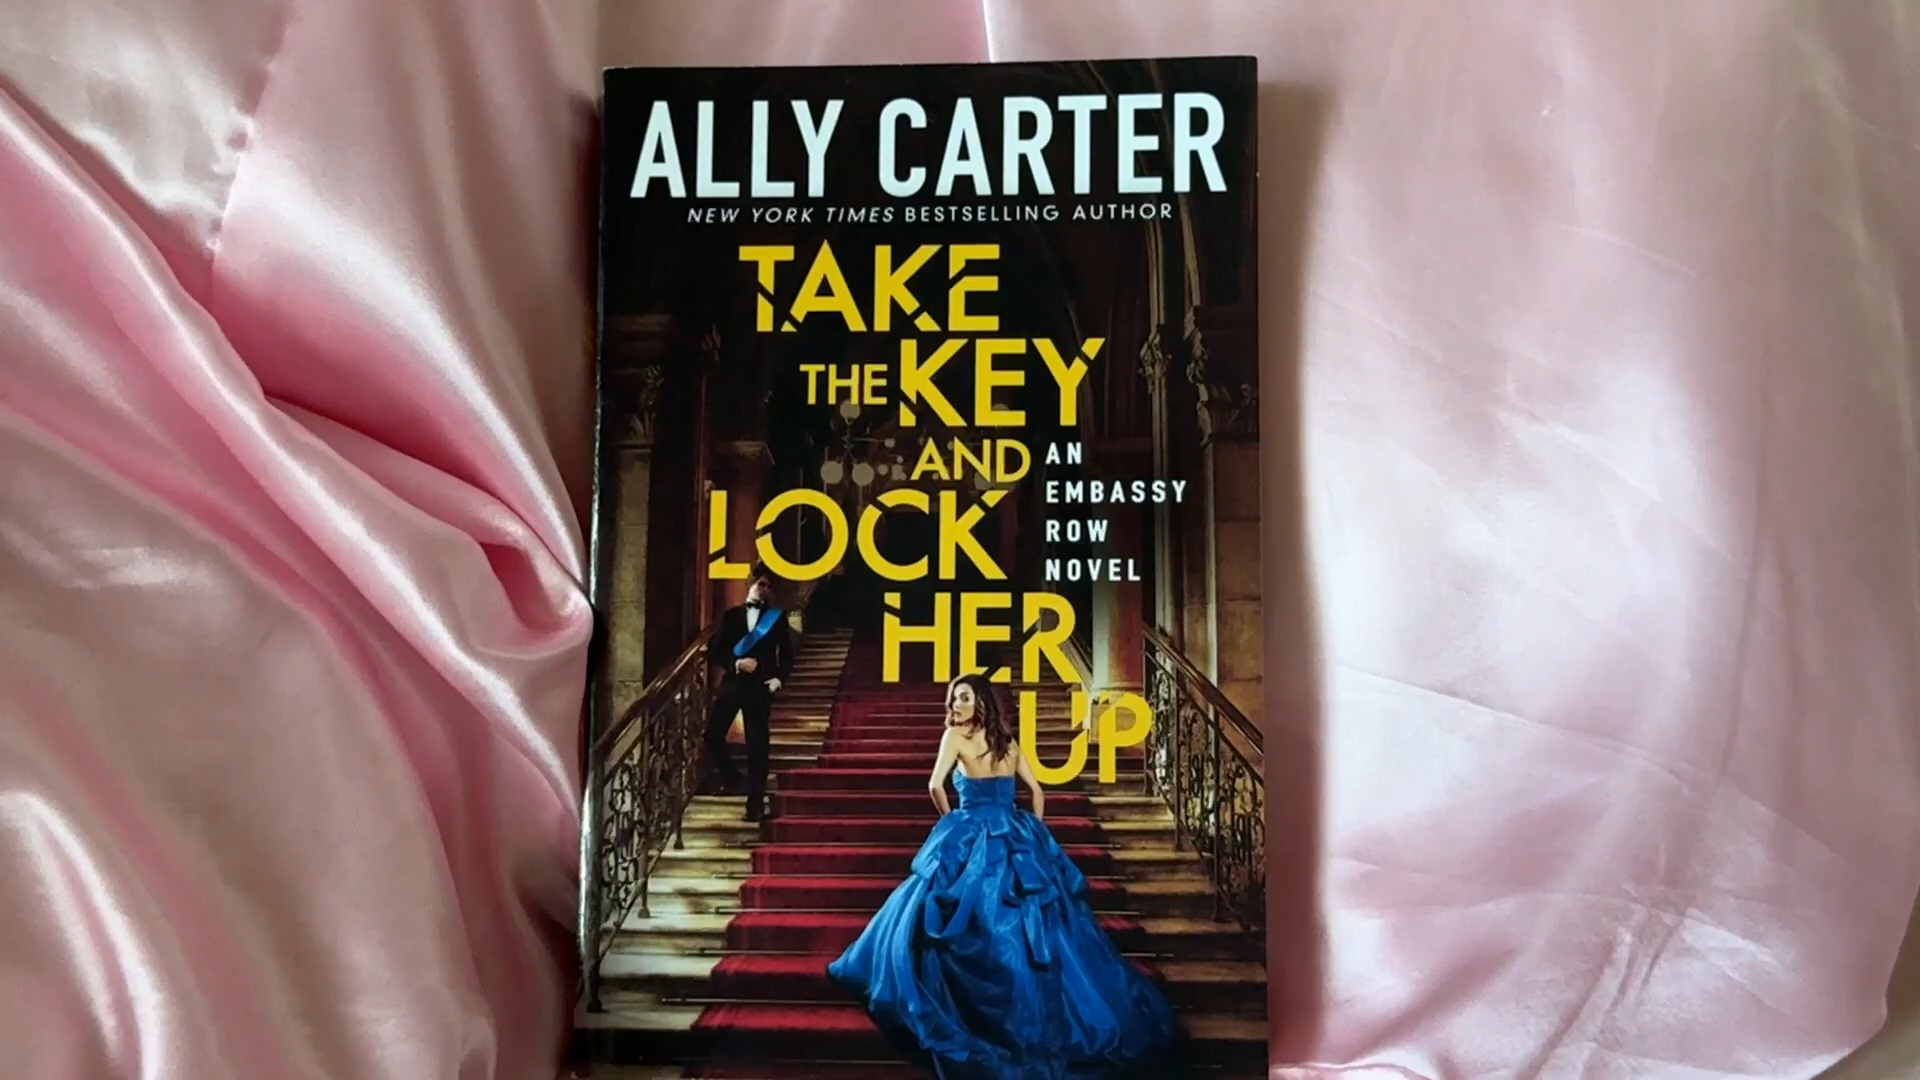 ALLY CARTER
NEW YORK TIMES BESTSELLING AUTHOR
TAKE
THE KEY
AND
LOCK
HER
UP
AN
EMBASSY
ROW
NOVEL